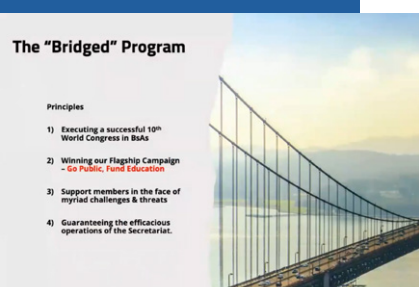 The “Bridged” Program
Principles
1) Executing a successful 10th
World Congress in BsAs
2) Winning our Flagship Campaign
– Go Public, Fund Education
3) Support members in the face of
myriad challenges & threats
4) Guaranteeing the efficacious
operations of the Secretariat.